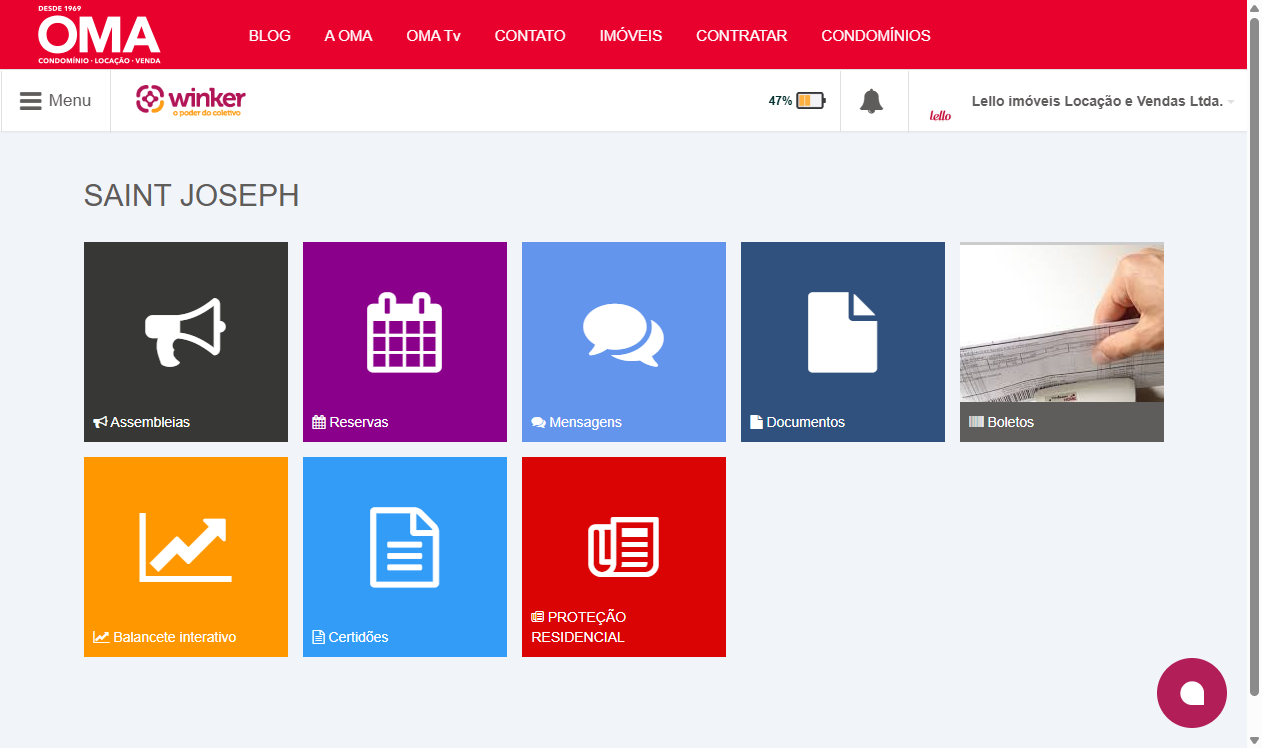 DESDE 1969
OMA
CONDOMÍNIO · LOCAÇÃO · VENDA
BLOG A OMA OMA Tv CONTATO IMÓVEIS CONTRATAR CONDOMÍNIOS
Menu
winker
o poder do coletivo
47%
lello
Lello imóveis Locação e Vendas Ltda.
SAINT JOSEPH
Assembleias
Reservas
Mensagens
Documentos
Boletos
Balancete interativo
Certidões
PROTEÇÃO
RESIDENCIAL